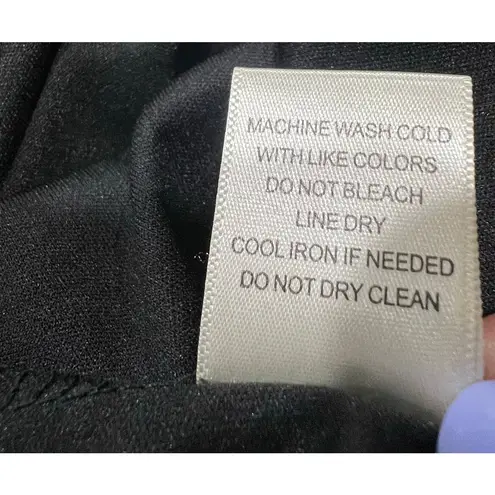 MACHINE WASH COLD
WITH LIKE COLORS
DO NOT BLEACH
LINE DRY
COOL IRON IF NEEDED
DO NOT DRY CLEAN